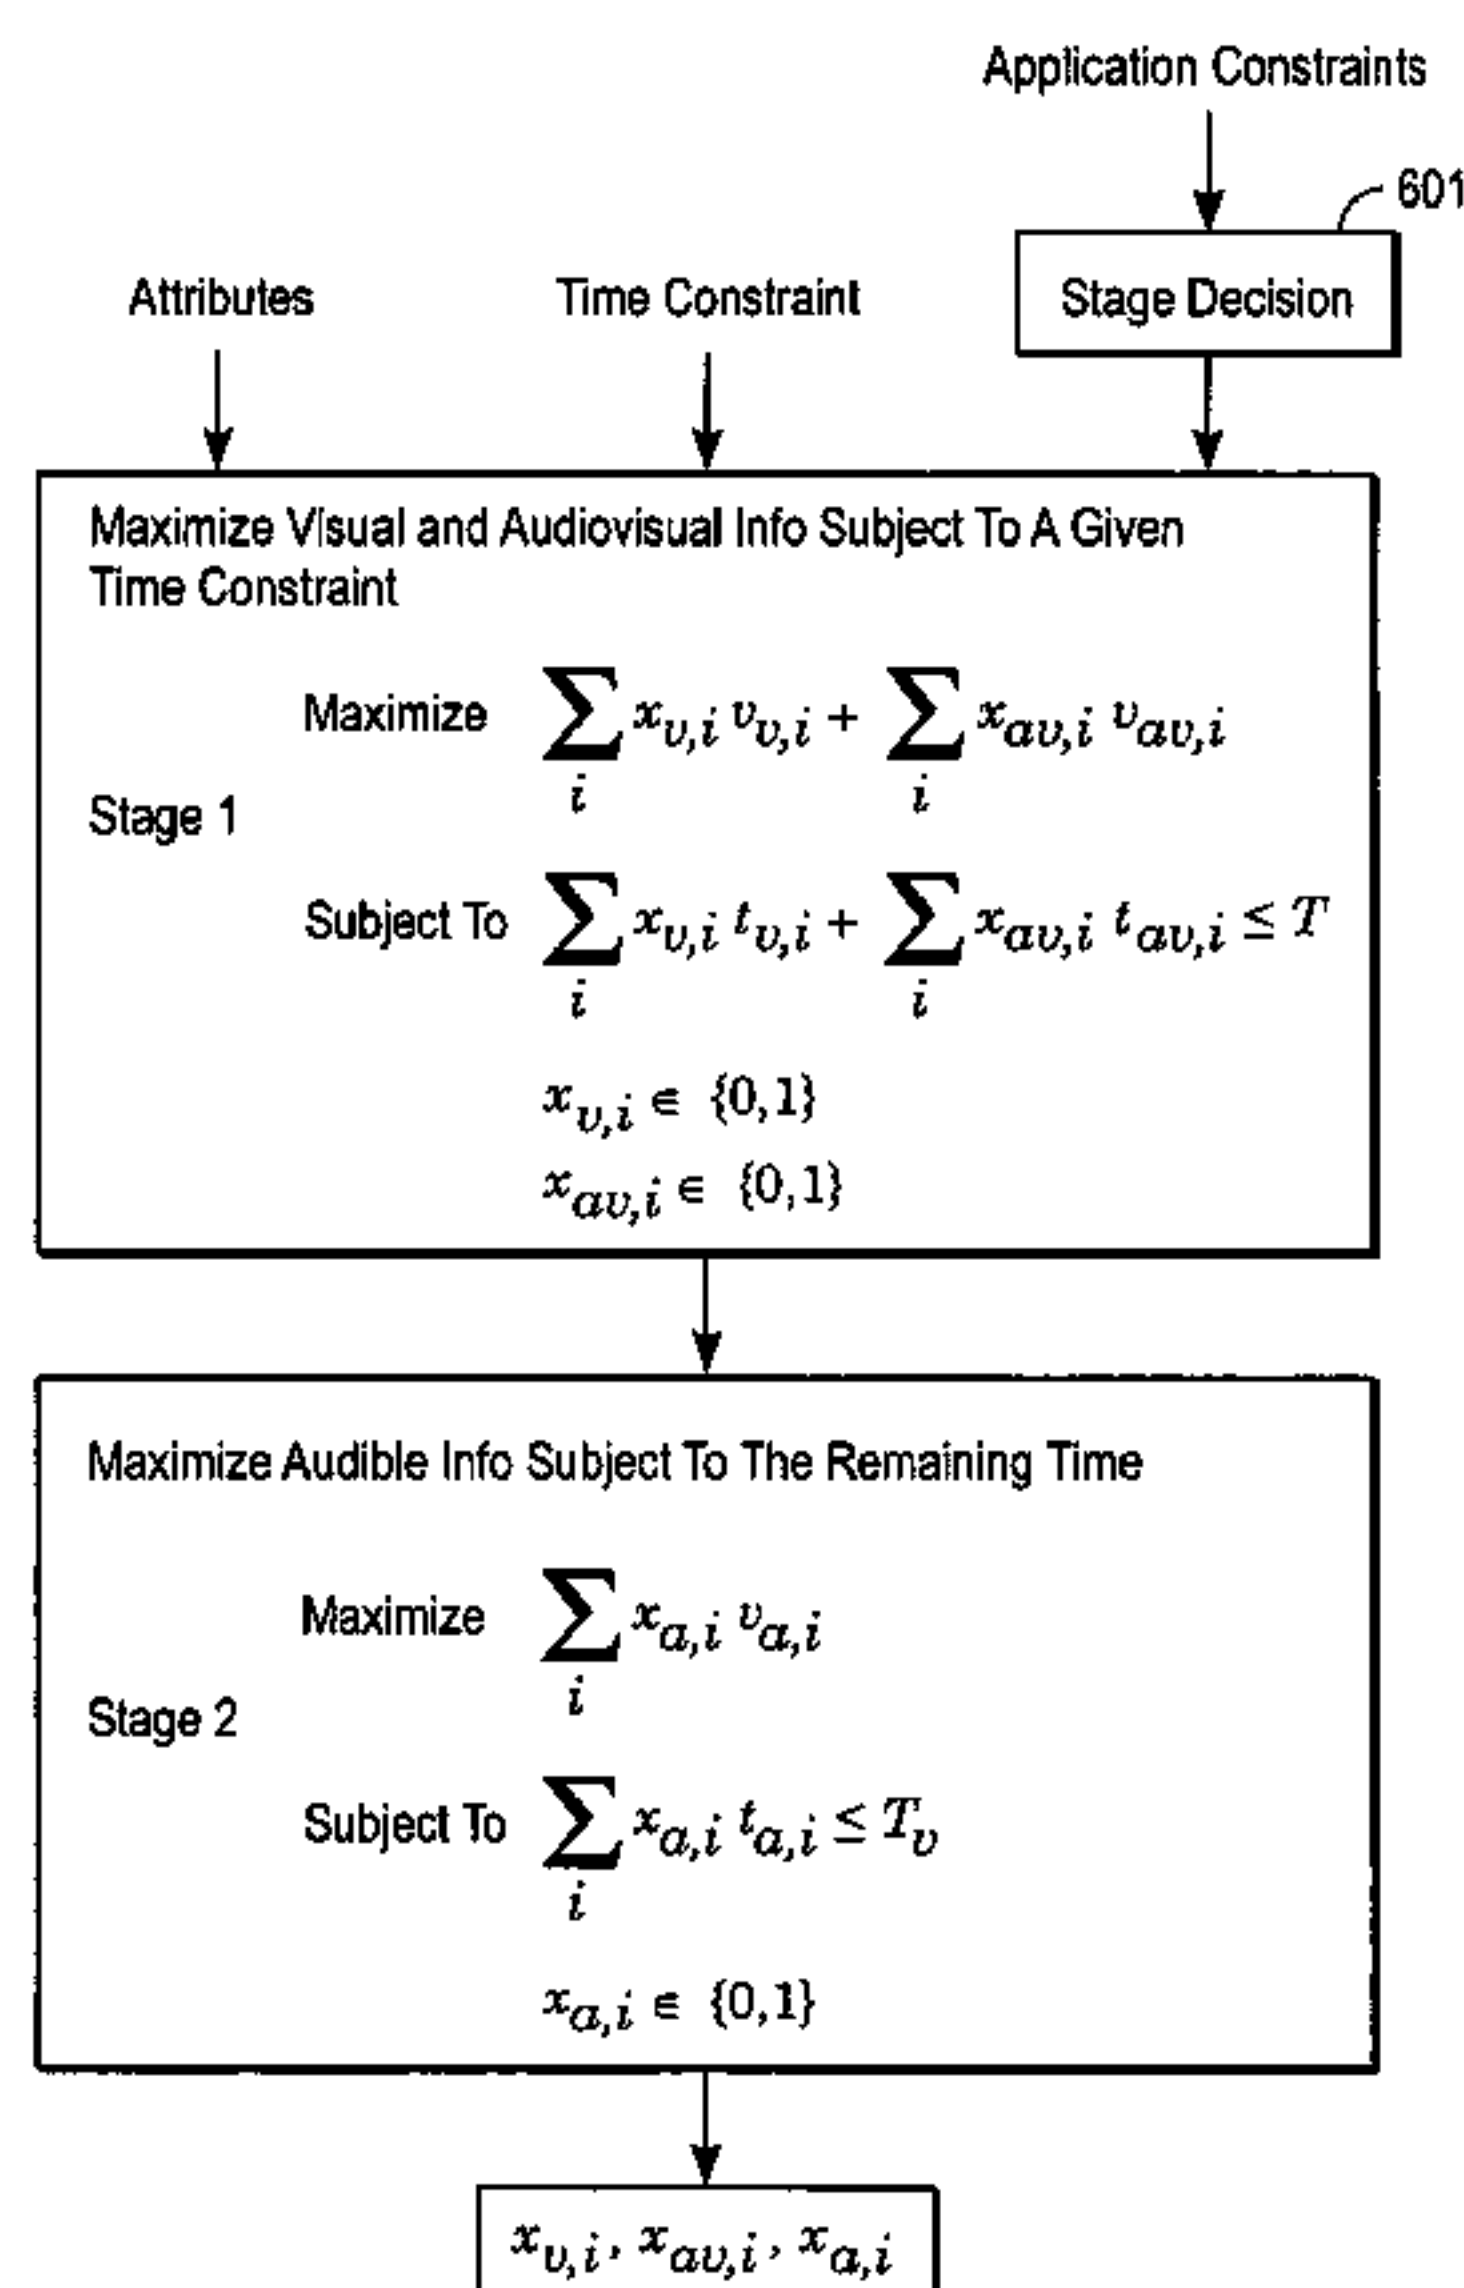 Application Constraints
601
Stage Decision
Attributes
Time Constraint
Maximize Visual and Audiovisual Info Subject To A Given
Time Constraint
Maximize ∑_i x_{v,i} v_{v,i} + ∑_i x_{av,i} v_{av,i}
Stage 1
Subject To ∑_i x_{v,i} t_{v,i} + ∑_i x_{av,i} t_{av,i} ≤ T
x_{v,i} ∈ {0,1}
x_{av,i} ∈ {0,1}
Maximize Audible Info Subject To The Remaining Time
Maximize ∑_i x_{a,i} v_{a,i}
Stage 2
Subject To ∑_i x_{a,i} t_{a,i} ≤ T_v
x_{a,i} ∈ {0,1}
x_{v,i}, x_{av,i}, x_{a,i}